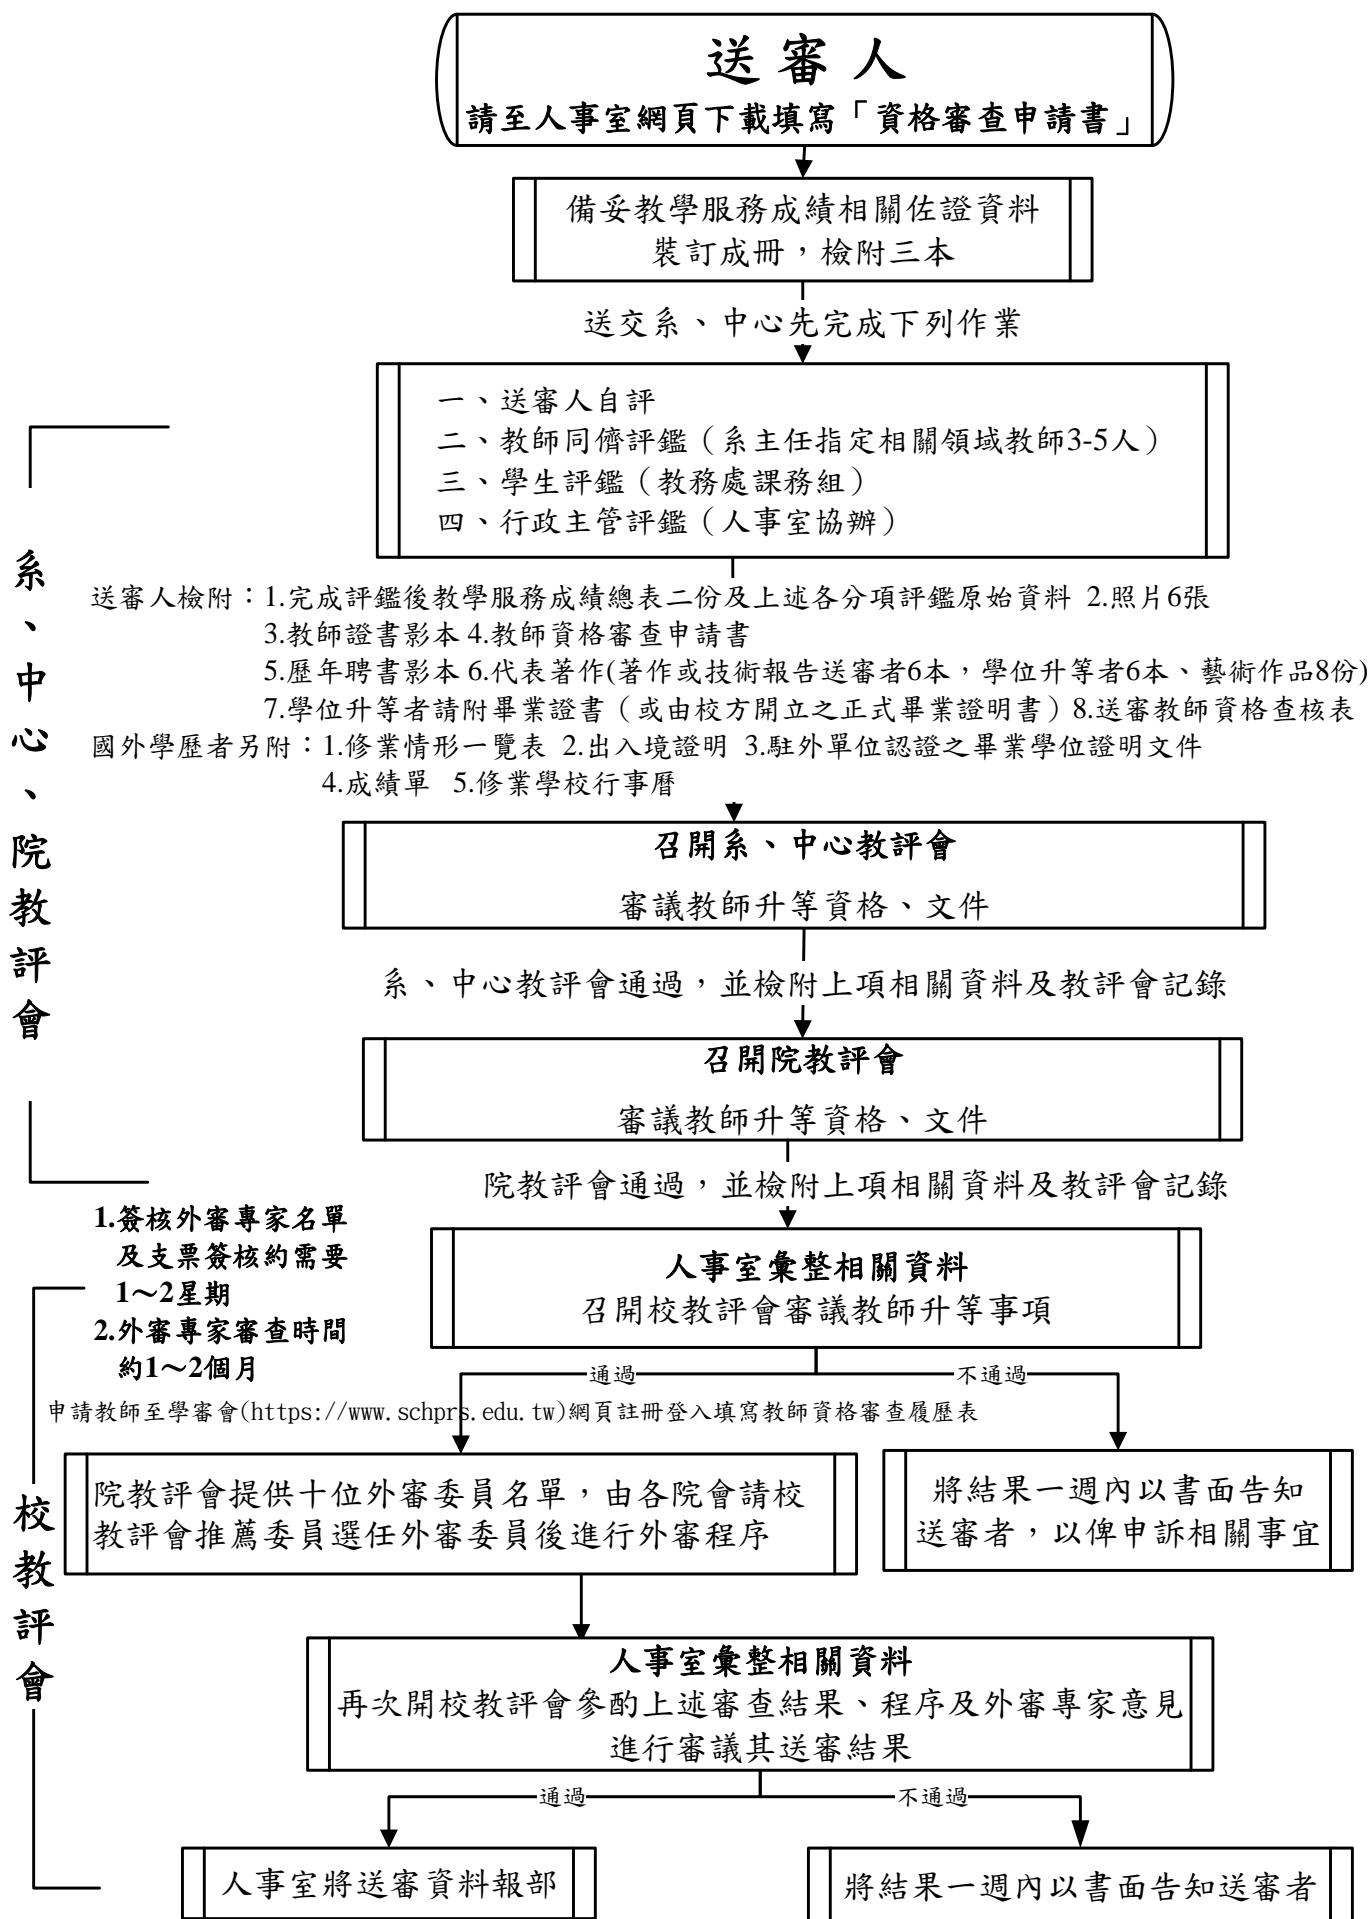 送審人
請至人事室網頁下載填寫「資格審查申請書」
備妥教學服務成績相關佐證資料
裝訂成冊，檢附三本
送交系、中心先完成下列作業
一、送審人自評
二、教師同儕評鑑（系主任指定相關領域教師3-5人）
三、學生評鑑（教務處課務組）
四、行政主管評鑑（人事室協辦）
系、中心、院教評會
送審人檢附：1.完成評鑑後教學服務成績總表二份及上述各分項評鑑原始資料 2.照片6張
3.教師證書影本 4.教師資格審查申請書
5.歷年聘書影本 6.代表著作(著作或技術報告送審者6本，學位升等者6本、藝術作品8份)
7.學位升等者請附畢業證書（或由校方開立之正式畢業證明書）8.送審教師資格查核表
國外學歷者另附：1.修業情形一覽表 2.出入境證明 3.駐外單位認證之畢業學位證明文件
4.成績單 5.修業學校行事曆
召開系、中心教評會
審議教師升等資格、文件
系、中心教評會通過，並檢附上項相關資料及教評會記錄
召開院教評會
審議教師升等資格、文件
院教評會通過，並檢附上項相關資料及教評會記錄
1.簽核外審專家名單
及支票簽核約需要
1～2星期
2.外審專家審查時間
約1～2個月
人事室彙整相關資料
召開校教評會審議教師升等事項
通過
不通過
申請教師至學審會(https://www.schprs.edu.tw)網頁註冊登入填寫教師資格審查履歷表
校教評會
院教評會提供十位外審委員名單，由各院會請校
教評會推薦委員選任外審委員後進行外審程序
將結果一週內以書面告知
送審者，以俾申訴相關事宜
人事室彙整相關資料
再次開校教評會參酌上述審查結果、程序及外審專家意見
進行審議其送審結果
通過
不通過
人事室將送審資料報部
將結果一週內以書面告知送審者